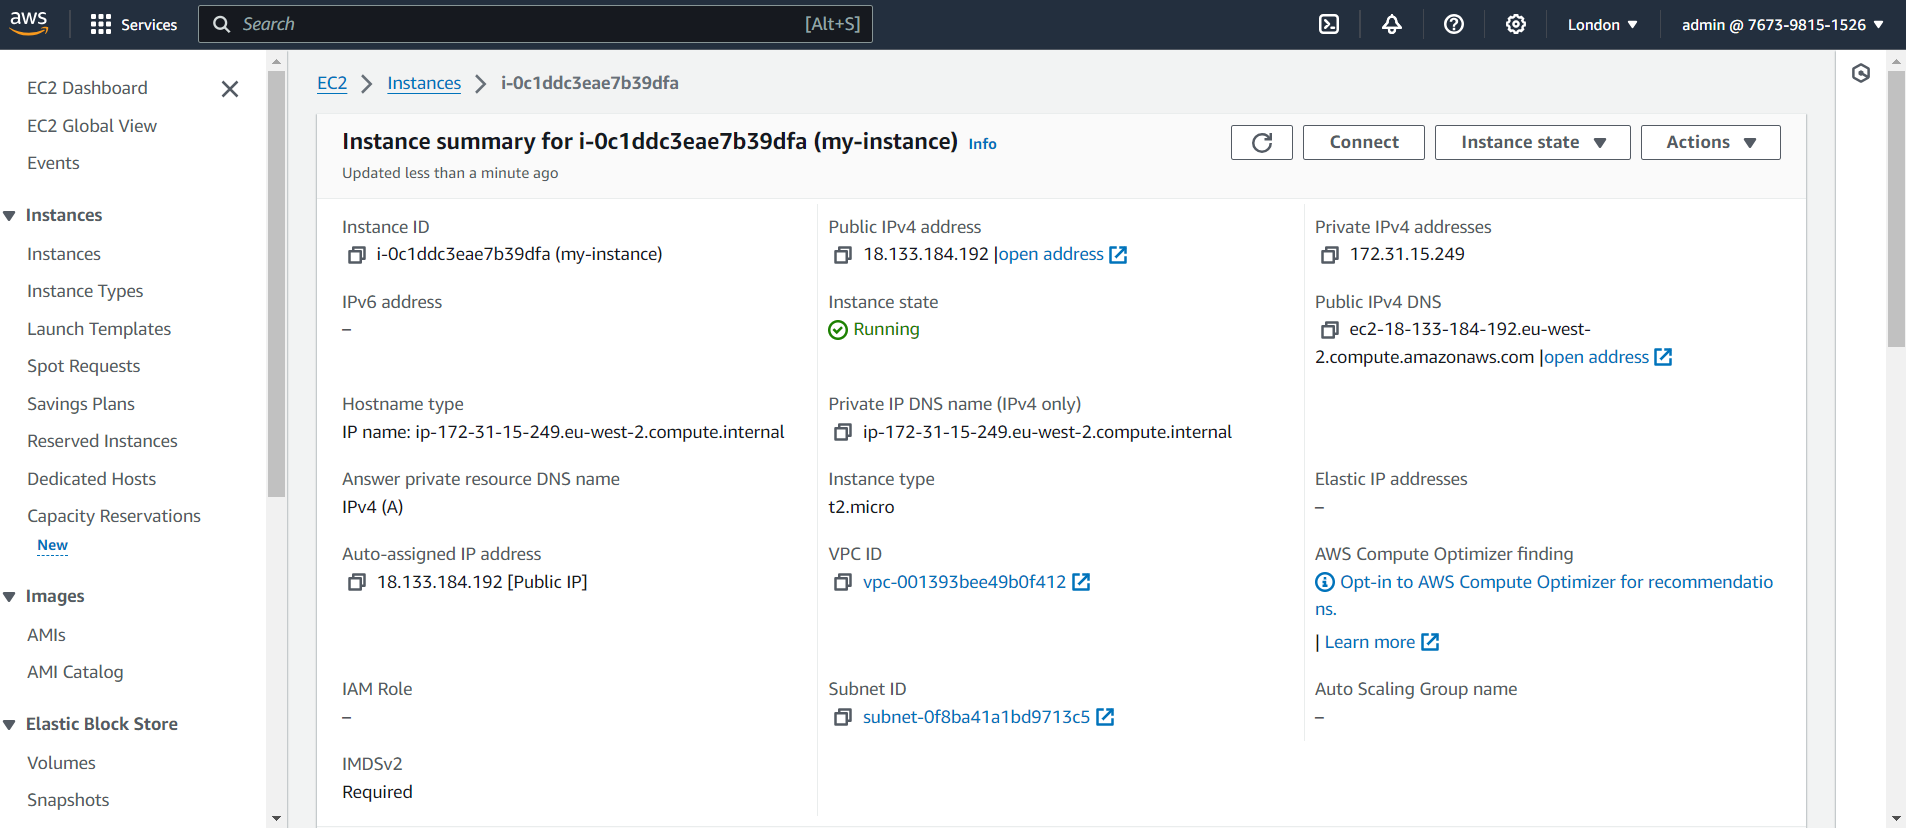 aws
Services
Search
[Alt+S]
London
admin @ 7673-9815-1526
EC2 Dashboard
EC2 Global View
Events
Instances
Instances
Instance Types
Launch Templates
Spot Requests
Savings Plans
Reserved Instances
Dedicated Hosts
Capacity Reservations
New
Images
AMIs
AMI Catalog
Elastic Block Store
Volumes
Snapshots
EC2 > Instances > i-0c1ddc3eae7b39dfa
Instance summary for i-0c1ddc3eae7b39dfa (my-instance) Info
Updated less than a minute ago
Connect
Instance state
Actions
Instance ID
i-0c1ddc3eae7b39dfa (my-instance)
Public IPv4 address
18.133.184.192 |open address
Private IPv4 addresses
172.31.15.249
IPv6 address
–
Instance state
Running
Public IPv4 DNS
ec2-18-133-184-192.eu-west-
2.compute.amazonaws.com |open address
Hostname type
IP name: ip-172-31-15-249.eu-west-2.compute.internal
Private IP DNS name (IPv4 only)
ip-172-31-15-249.eu-west-2.compute.internal
Answer private resource DNS name
IPv4 (A)
Instance type
t2.micro
Elastic IP addresses
–
Auto-assigned IP address
18.133.184.192 [Public IP]
VPC ID
vpc-001393bee49b0f412
AWS Compute Optimizer finding
Opt-in to AWS Compute Optimizer for recommendatio
ns.
| Learn more
IAM Role
–
Subnet ID
subnet-0f8ba41a1bd9713c5
Auto Scaling Group name
–
IMDSv2
Required